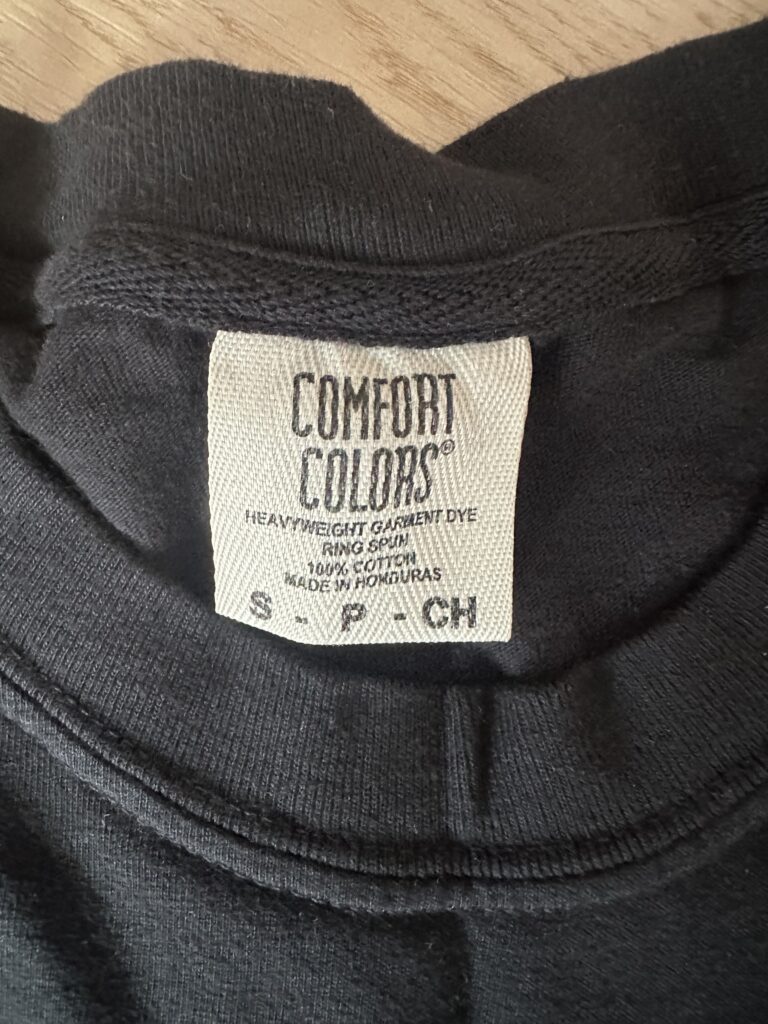 COMFORT
COLORS®
HEAVYWEIGHT GARMENT DYE
RING SPUN
100% COTTON
MADE IN HONDURAS
S - P - CH